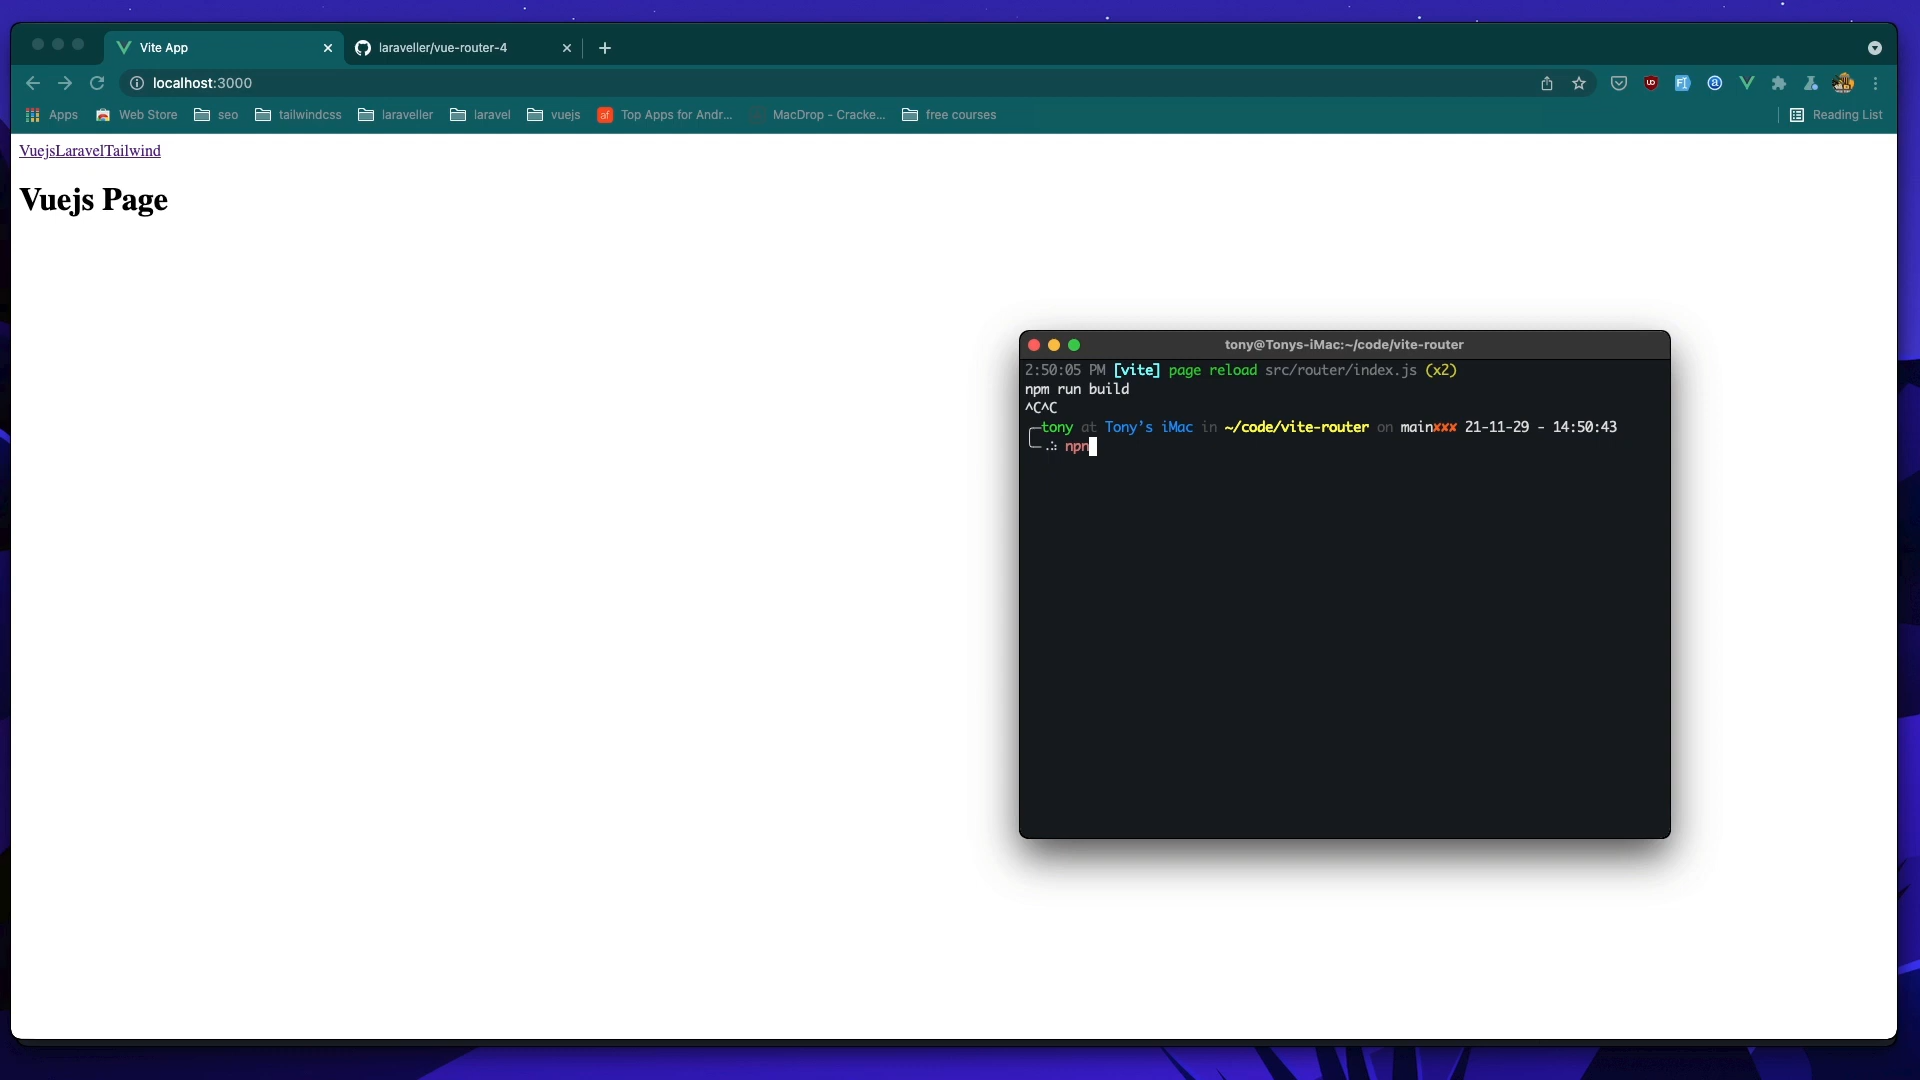 Vite App
laraveller/vue-router-4
localhost:3000
Apps Web Store seo tailwindcss laraveller laravel vuejs Top Apps for Andr... MacDrop - Cracke... free courses Reading List
VuejsLaravelTailwind
Vuejs Page
tony@Tonys-iMac:~/code/vite-router
2:50:05 PM [vite] page reload src/router/index.js (x2)
npm run build
^C^C
tony at Tony’s iMac in ~/code/vite-router on main✘✘✘ 21-11-29 - 14:50:43
npn